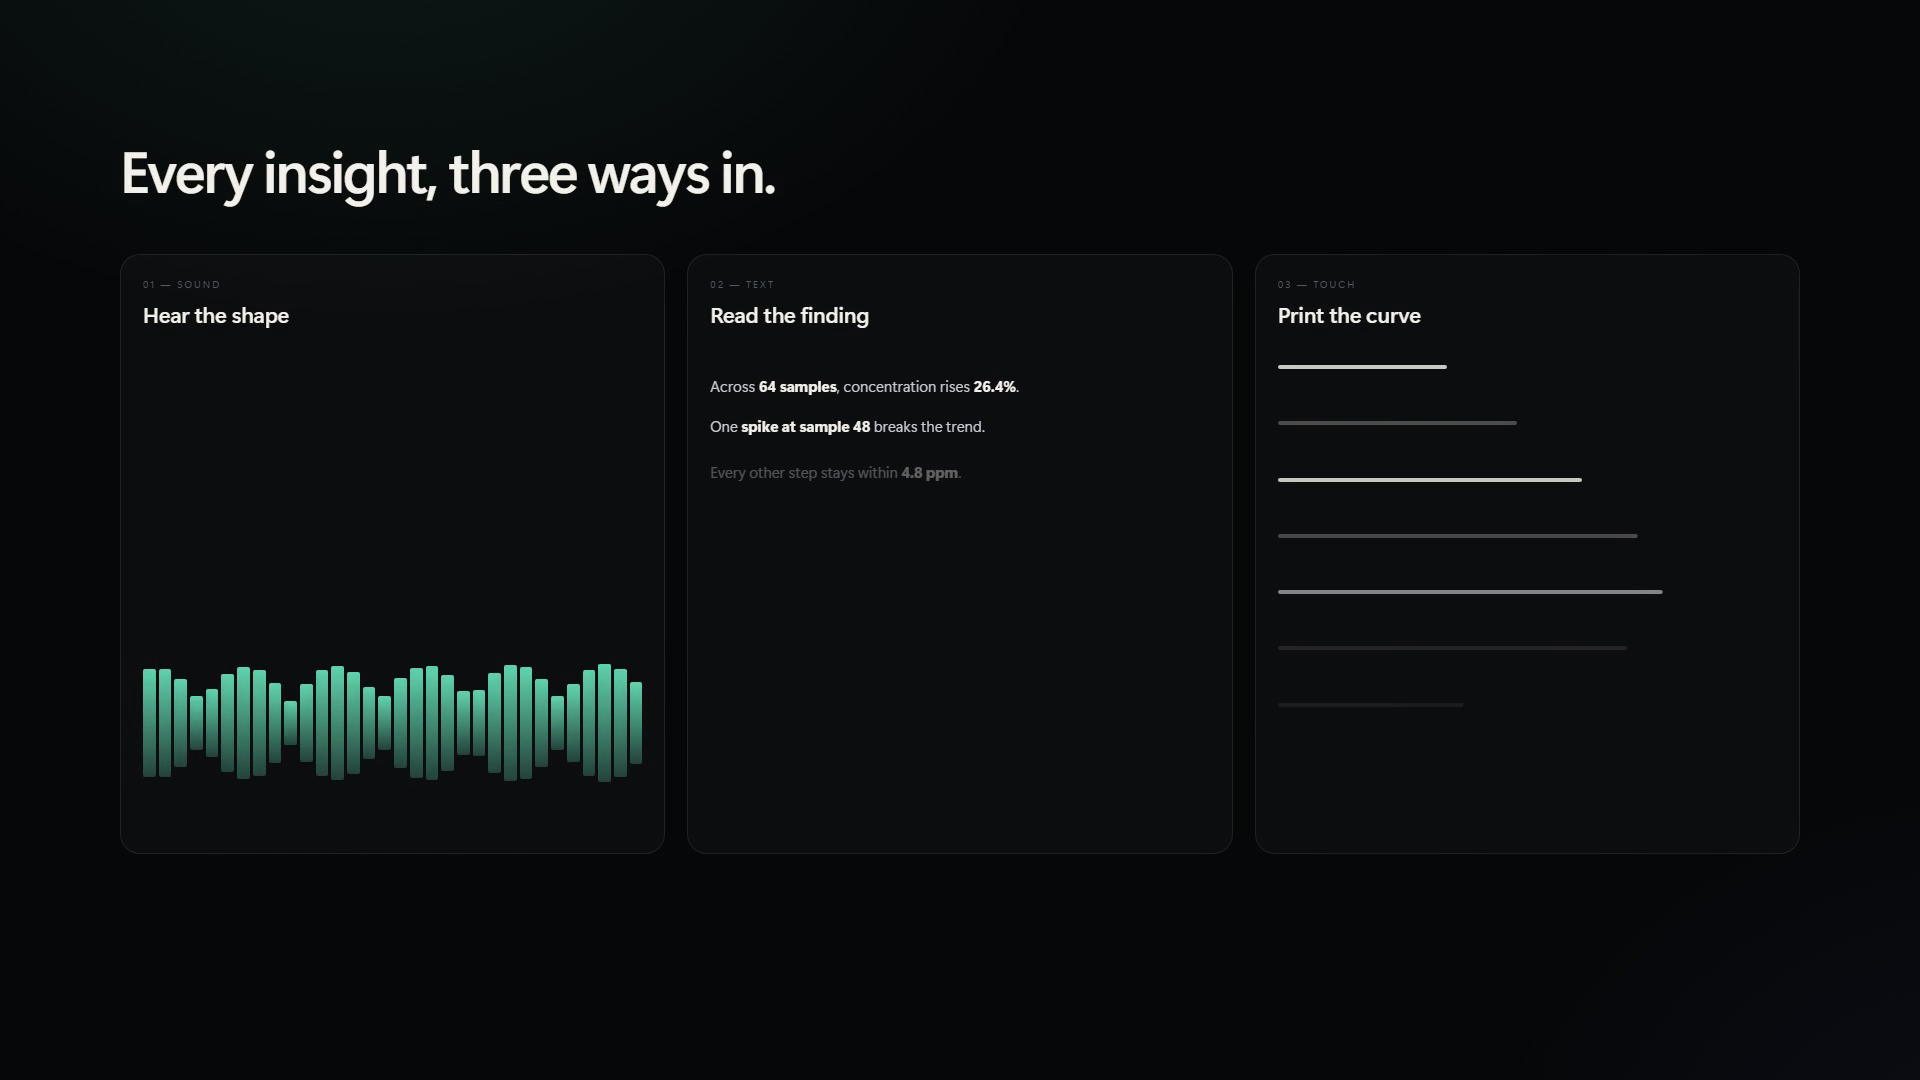 Every insight, three ways in.
01 — SOUND
Hear the shape
02 — TEXT
Read the finding
Across 64 samples, concentration rises 26.4%.
One spike at sample 48 breaks the trend.
Every other step stays within 4.8 ppm.
03 — TOUCH
Print the curve